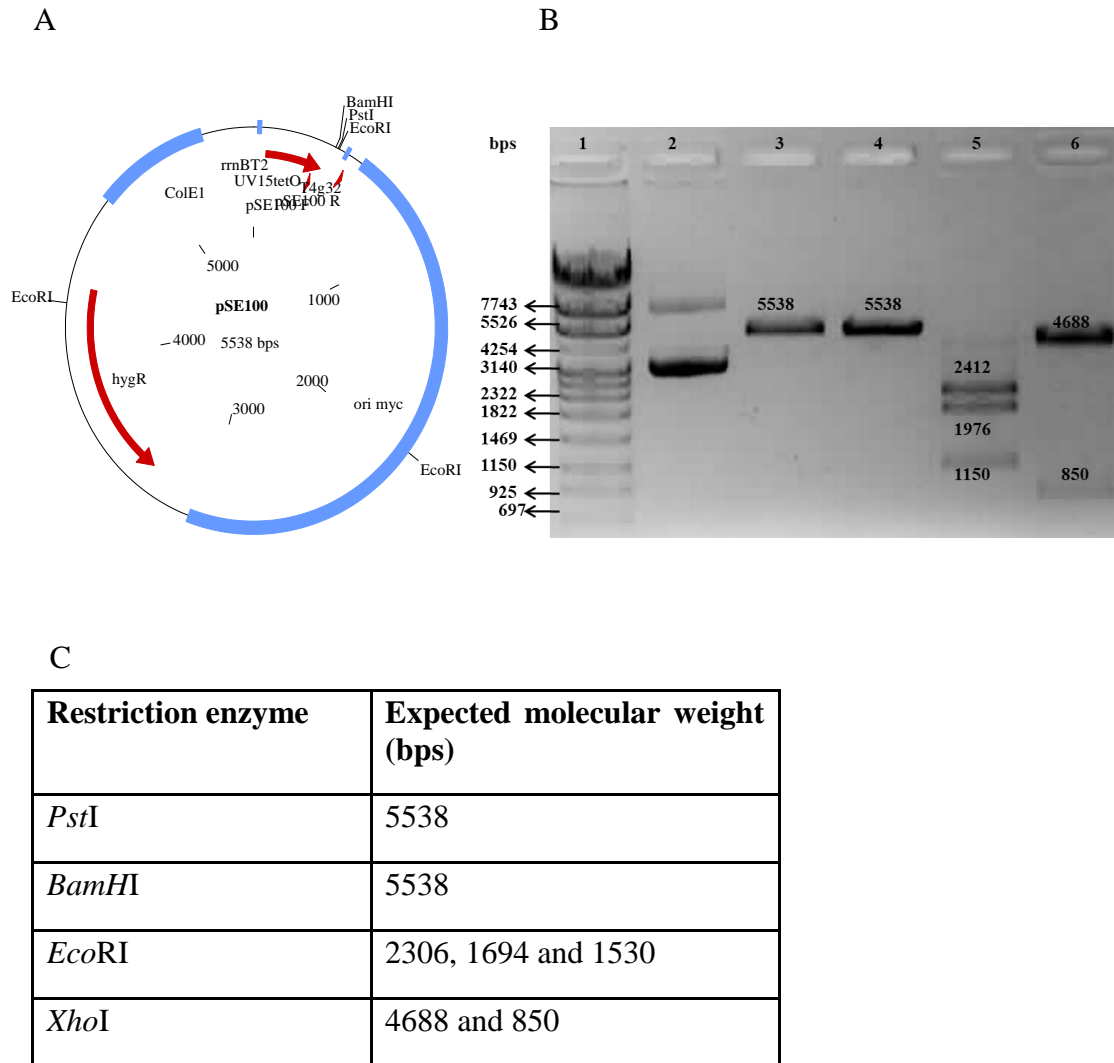 A
BamHI
PstI
EcoRI
rrnBT2
UV15tetO
T4g32
ColE1
pSE100 F
pSE100 R
5000
EcoRI
pSE100
1000
4000
5538 bps
hygR
2000
3000
ori myc
EcoRI
B
bps
1 2 3 4 5 6
7743
5526
4254
3140
2322
1822
1469
1150
925
697
5538
5538
2412
1976
1150
4688
850
C
Restriction enzyme
Expected molecular weight
(bps)
PstI
5538
BamHI
5538
EcoRI
2306, 1694 and 1530
XhoI
4688 and 850